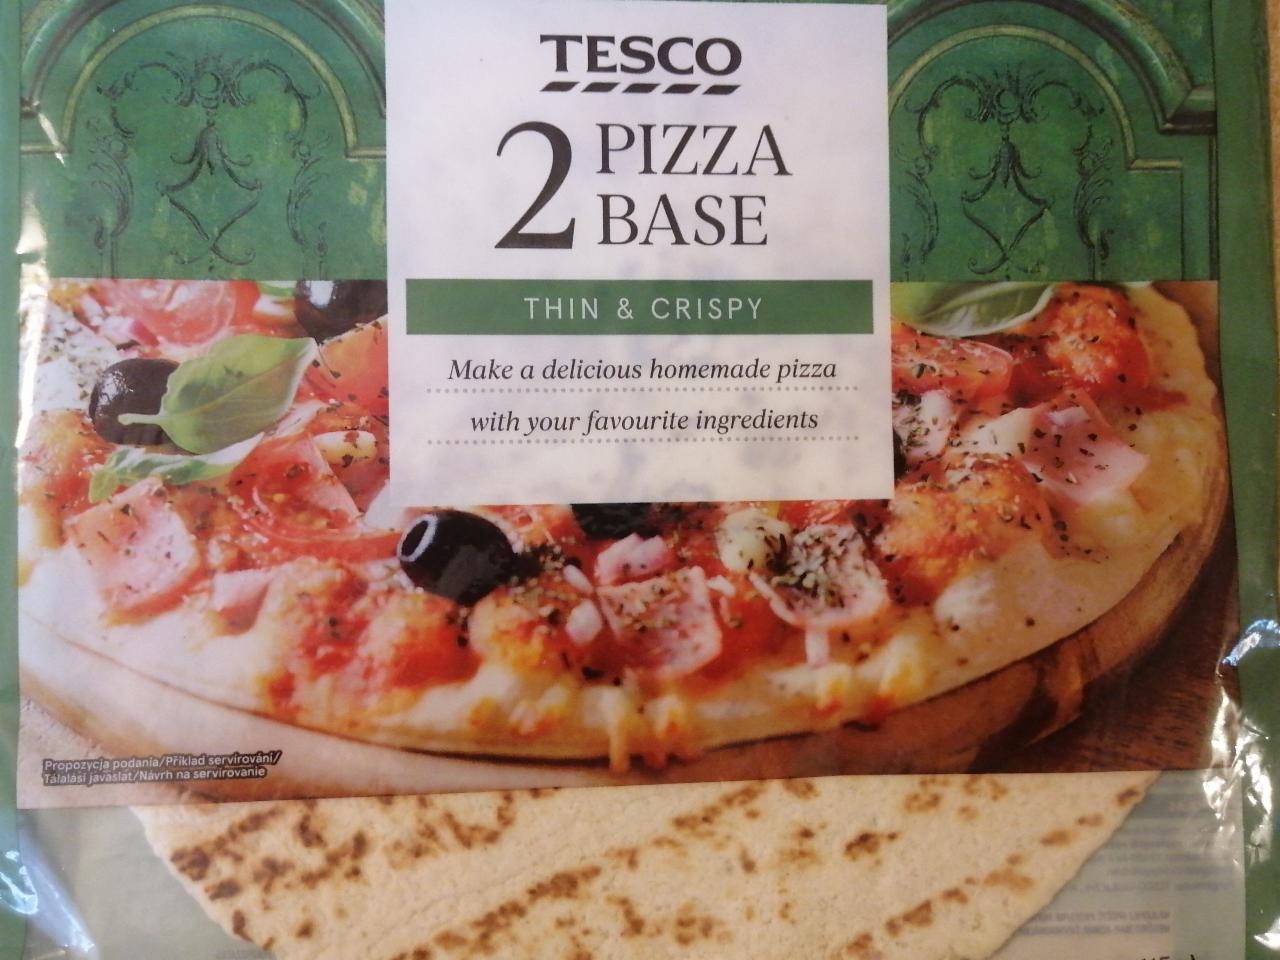 TESCO
2 PIZZA
BASE
THIN & CRISPY
Make a delicious homemade pizza
with your favourite ingredients
Propozycja podania/Příklad servírování/
Tálalási javaslat/Návrh na servírovanie